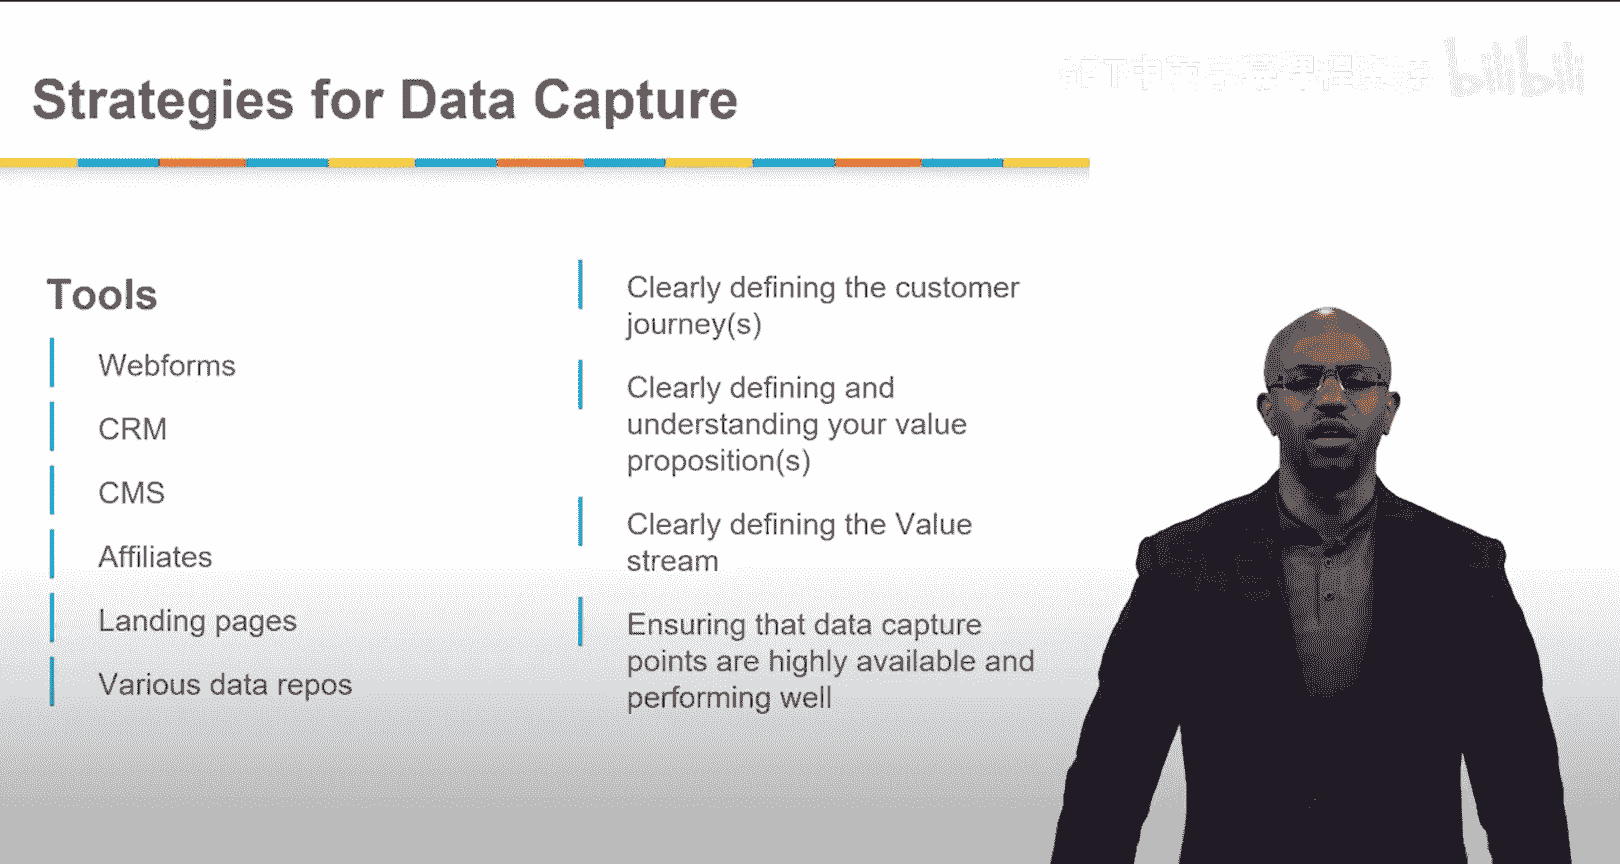 Strategies for Data Capture
bilibili
Tools
Webforms
CRM
CMS
Affiliates
Landing pages
Various data repos
Clearly defining the customer
journey(s)
Clearly defining and
understanding your value
proposition(s)
Clearly defining the Value
stream
Ensuring that data capture
points are highly available and
performing well